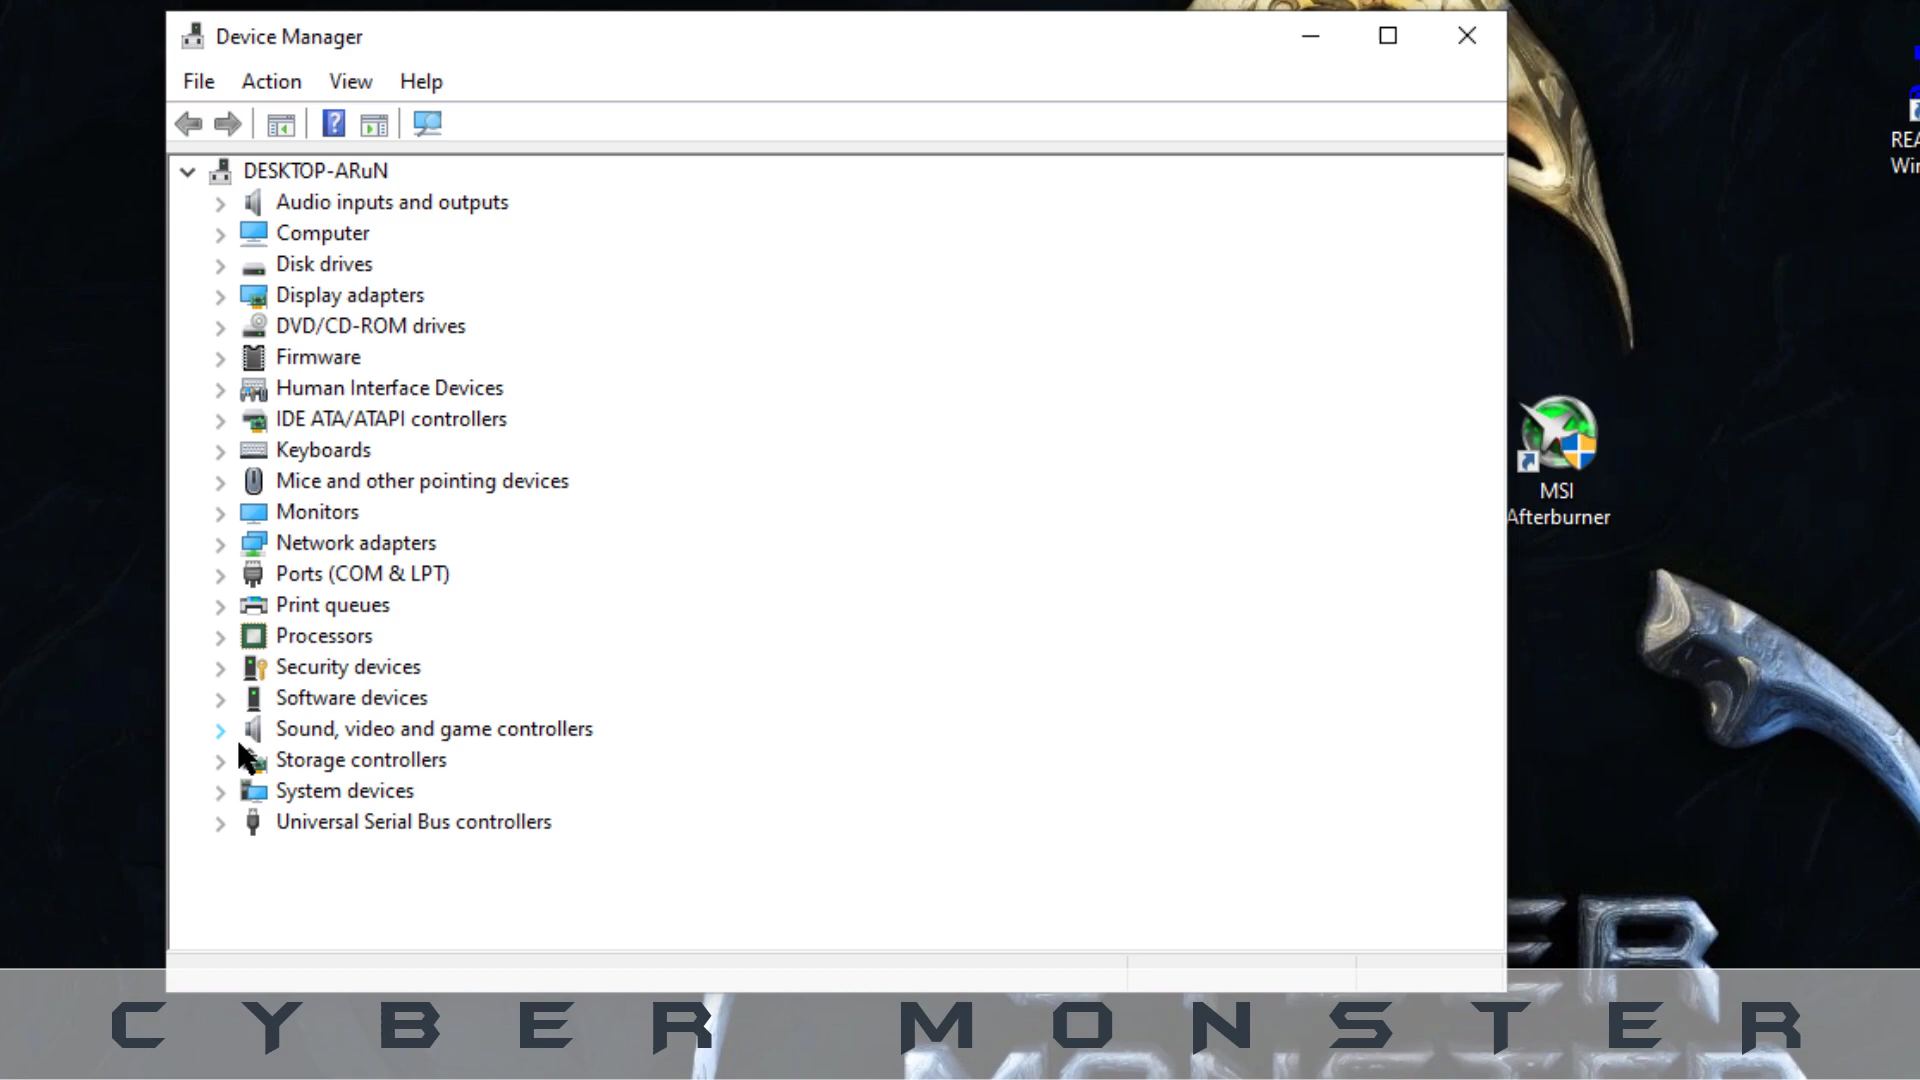 Device Manager
File Action View Help
DESKTOP-ARuN
Audio inputs and outputs
Computer
Disk drives
Display adapters
DVD/CD-ROM drives
Firmware
Human Interface Devices
IDE ATA/ATAPI controllers
Keyboards
Mice and other pointing devices
Monitors
Network adapters
Ports (COM & LPT)
Print queues
Processors
Security devices
Software devices
Sound, video and game controllers
Storage controllers
System devices
Universal Serial Bus controllers
MSI
Afterburner
CYBER MONSTER
MONSTER